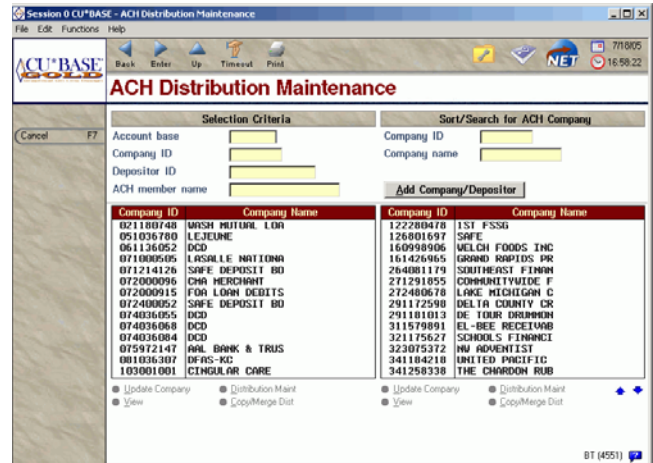 Session 0 CU*BASE - ACH Distribution Maintenance
File Edit Functions Help
CU*BASE GOLD
Back Enter Up Timeout Print
NET
7/18/05
16:58:22
ACH Distribution Maintenance
Cancel F7
Selection Criteria
Account base
Company ID
Depositor ID
ACH member name
Sort/Search for ACH Company
Company ID
Company name
Add Company/Depositor
Company ID Company Name
021180748 WASH MUTUAL LOA
051036780 LEJEUNE
061136052 DCD
071000505 LASALLE NATIONA
071214126 SAFE DEPOSIT BO
072000096 CMA MERCHANT
072000915 FOA LOAN DEBITS
072400052 SAFE DEPOSIT BO
074036055 DCD
074036068 DCD
074036084 DCD
075972147 AAL BANK & TRUS
081036307 DFAS-KC
103001001 CINGULAR CARE
Company ID Company Name
122280478 1ST FSSG
126801697 SAFE
160998906 WELCH FOODS INC
161426965 GRAND RAPIDS PR
264081179 SOUTHEAST FINAN
271291855 COMMUNITYWIDE F
272480678 LAKE MICHIGAN C
291172598 DELTA COUNTY CR
291181013 DE TOUR DRUMMON
311579891 EL-BEE RECEIVAB
321175627 SCHOOLS FINANCI
323075372 NW ADVENTIST
341184218 UNITED PACIFIC
341258338 THE CHARDON RUB
Update Company Distribution Maint
View Copy/Merge Dist
Update Company Distribution Maint
View Copy/Merge Dist
BT (4551)